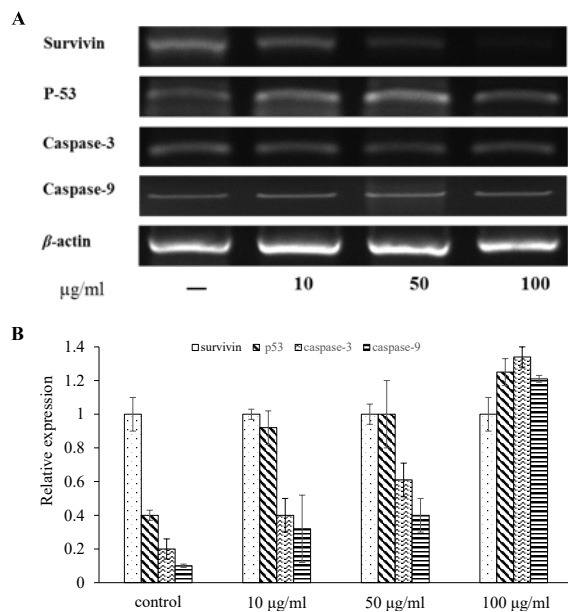 A
Survivin
P-53
Caspase-3
Caspase-9
β-actin
µg/ml — 10 50 100
B
survivin p53 caspase-3 caspase-9
1.4
1.2
1
0.8
0.6
0.4
0.2
0
Relative expression
control 10 µg/ml 50 µg/ml 100 µg/ml